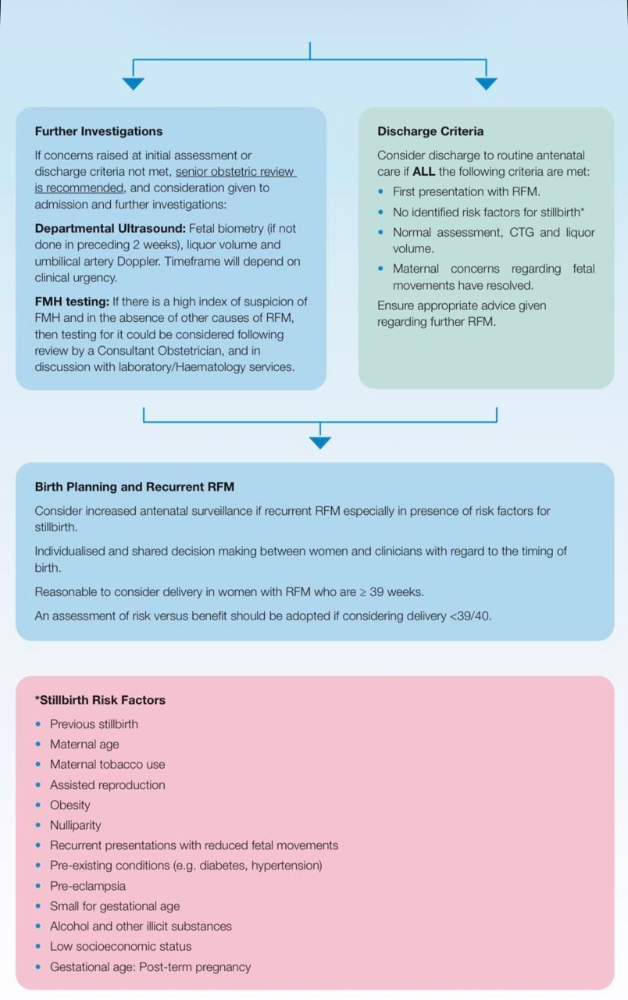 Further Investigations
If concerns raised at initial assessment or
discharge criteria not met, senior obstetric review
is recommended, and consideration given to
admission and further investigations:
Departmental Ultrasound: Fetal biometry (if not
done in preceding 2 weeks), liquor volume and
umbilical artery Doppler. Timeframe will depend on
clinical urgency.
FMH testing: If there is a high index of suspicion of
FMH and in the absence of other causes of RFM,
then testing for it could be considered following
review by a Consultant Obstetrician, and in
discussion with laboratory/Haematology services.
Discharge Criteria
Consider discharge to routine antenatal
care if ALL the following criteria are met:
• First presentation with RFM.
• No identified risk factors for stillbirth*
• Normal assessment, CTG and liquor
volume.
• Maternal concerns regarding fetal
movements have resolved.
Ensure appropriate advice given
regarding further RFM.
Birth Planning and Recurrent RFM
Consider increased antenatal surveillance if recurrent RFM especially in presence of risk factors for
stillbirth.
Individualised and shared decision making between women and clinicians with regard to the timing of
birth.
Reasonable to consider delivery in women with RFM who are ≥ 39 weeks.
An assessment of risk versus benefit should be adopted if considering delivery <39/40.
*Stillbirth Risk Factors
• Previous stillbirth
• Maternal age
• Maternal tobacco use
• Assisted reproduction
• Obesity
• Nulliparity
• Recurrent presentations with reduced fetal movements
• Pre-existing conditions (e.g. diabetes, hypertension)
• Pre-eclampsia
• Small for gestational age
• Alcohol and other illicit substances
• Low socioeconomic status
• Gestational age: Post-term pregnancy